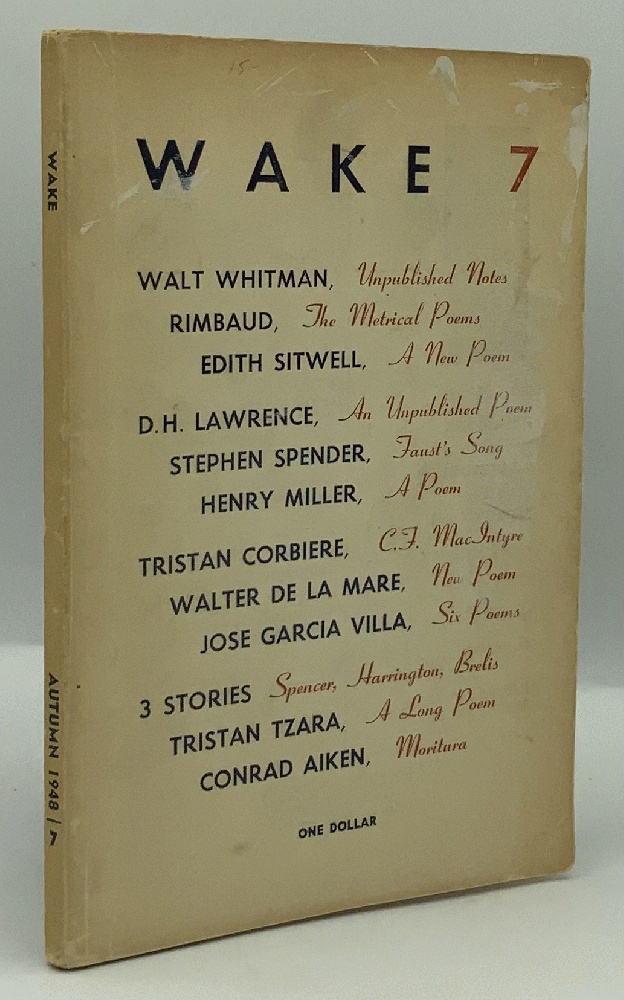 15-
WAKE 7
WALT WHITMAN, Unpublished Notes
RIMBAUD, The Metrical Poems
EDITH SITWELL, A New Poem
D.H. LAWRENCE, An Unpublished Poem
STEPHEN SPENDER, Faust's Song
HENRY MILLER, A Poem
TRISTAN CORBIERE, C.F. MacIntyre
WALTER DE LA MARE, New Poem
JOSE GARCIA VILLA, Six Poems
3 STORIES Spencer, Harrington, Brelis
TRISTAN TZARA, A Long Poem
CONRAD AIKEN, Moritura
ONE DOLLAR
WAKE
AUTUMN 1948 / 7